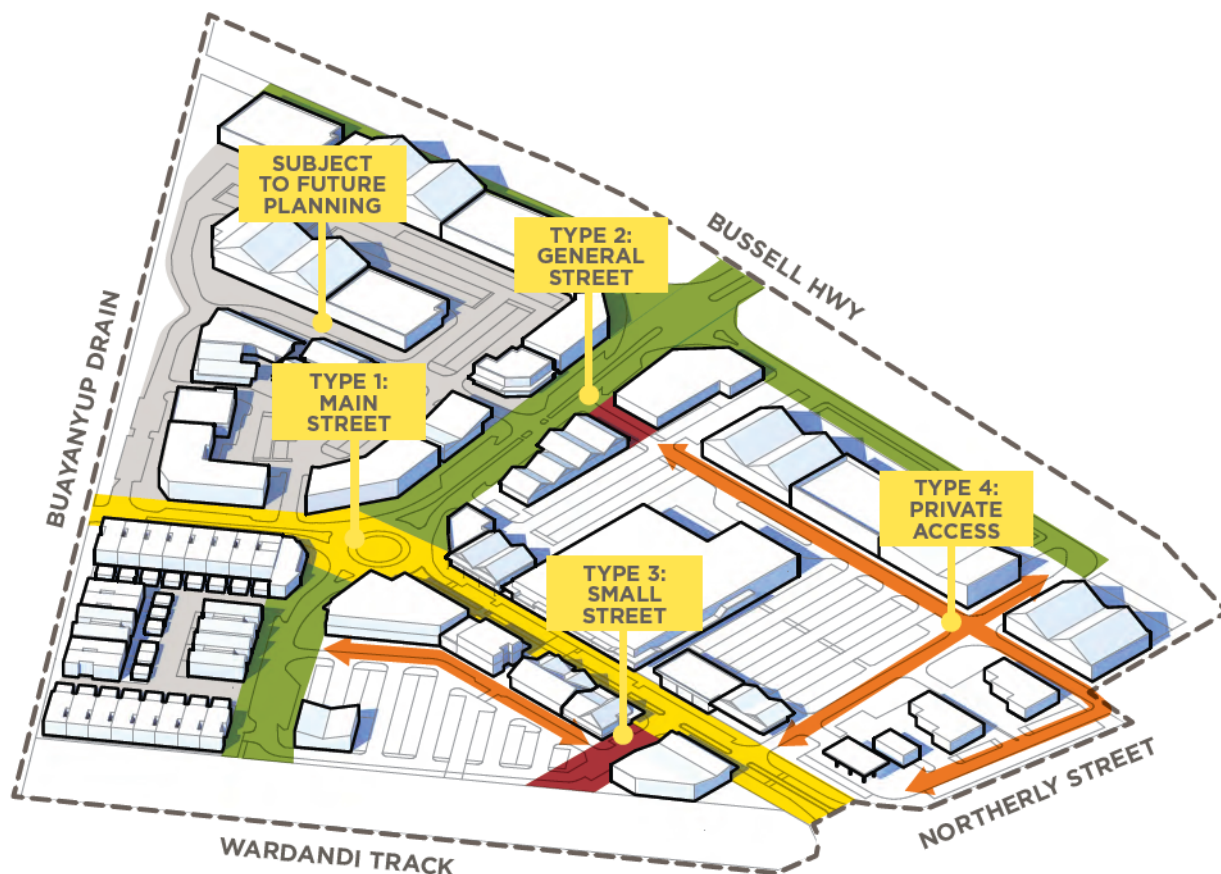 SUBJECT
TO FUTURE
PLANNING
TYPE 2:
GENERAL
STREET
BUSSELL HWY
BUAYANYUP DRAIN
TYPE 1:
MAIN
STREET
TYPE 4:
PRIVATE
ACCESS
TYPE 3:
SMALL
STREET
NORTHERLY STREET
WARDANDI TRACK